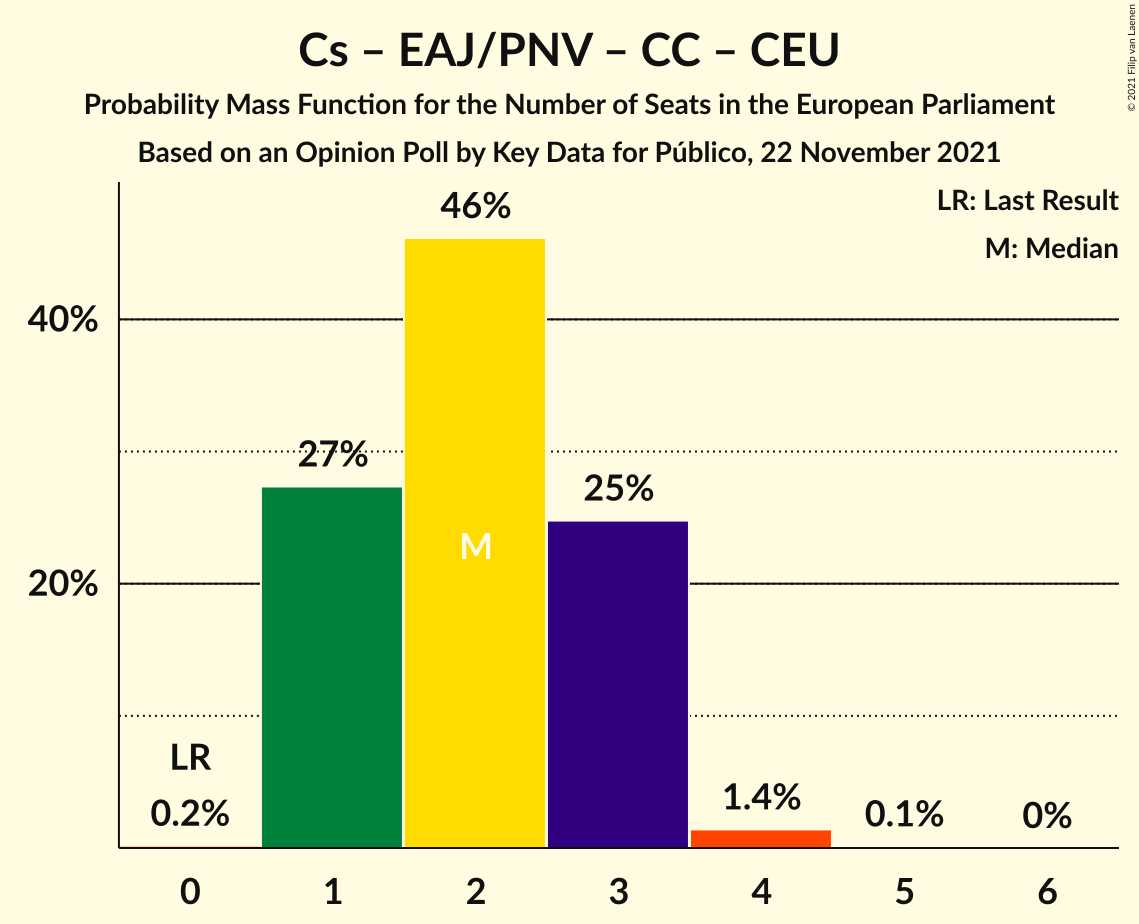 Cs – EAJ/PNV – CC – CEU
Probability Mass Function for the Number of Seats in the European Parliament
Based on an Opinion Poll by Key Data for Público, 22 November 2021
© 2021 Filip van Laenen
LR: Last Result
M: Median
46%
40%
27%
25%
M
20%
LR
0.2%
1.4%
0.1%
0%
0 1 2 3 4 5 6